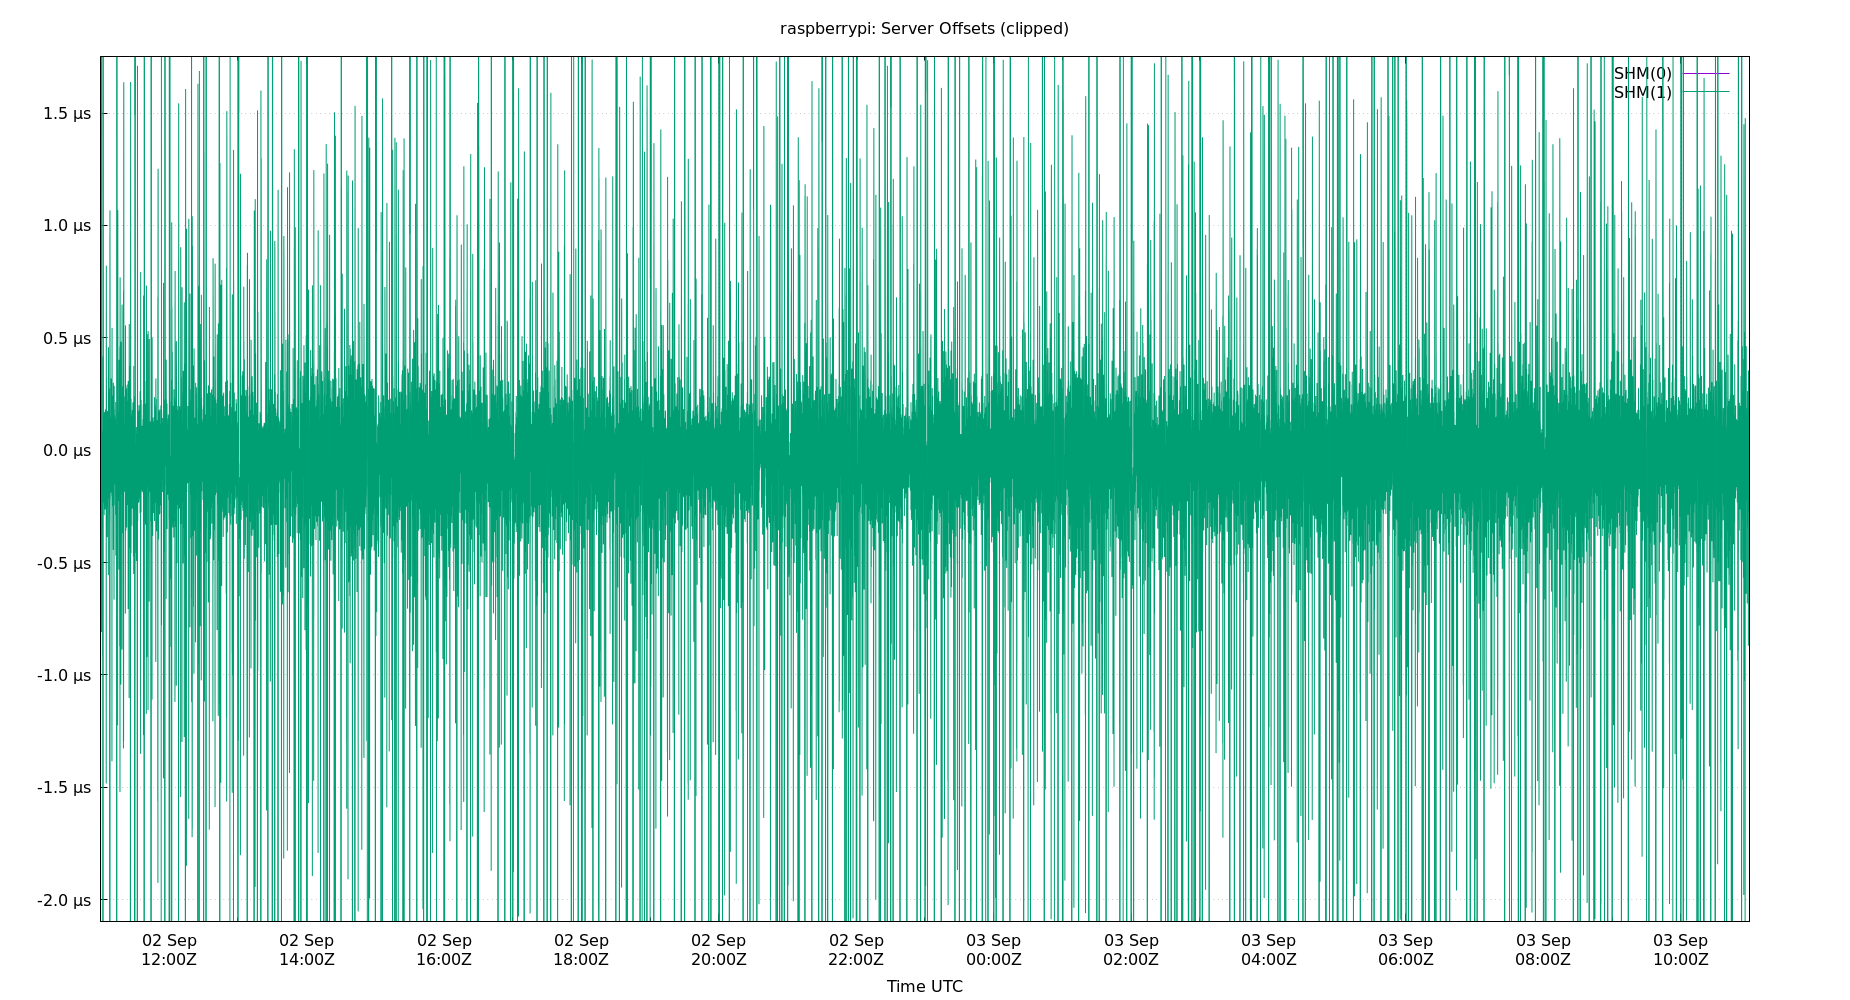 raspberrypi: Server Offsets (clipped)
SHM(0)
SHM(1)
1.5 µs
1.0 µs
0.5 µs
0.0 µs
-0.5 µs
-1.0 µs
-1.5 µs
-2.0 µs
02 Sep 02 Sep 02 Sep 02 Sep 02 Sep 02 Sep 03 Sep 03 Sep 03 Sep 03 Sep 03 Sep 03 Sep
12:00Z 14:00Z 16:00Z 18:00Z 20:00Z 22:00Z 00:00Z 02:00Z 04:00Z 06:00Z 08:00Z 10:00Z
Time UTC